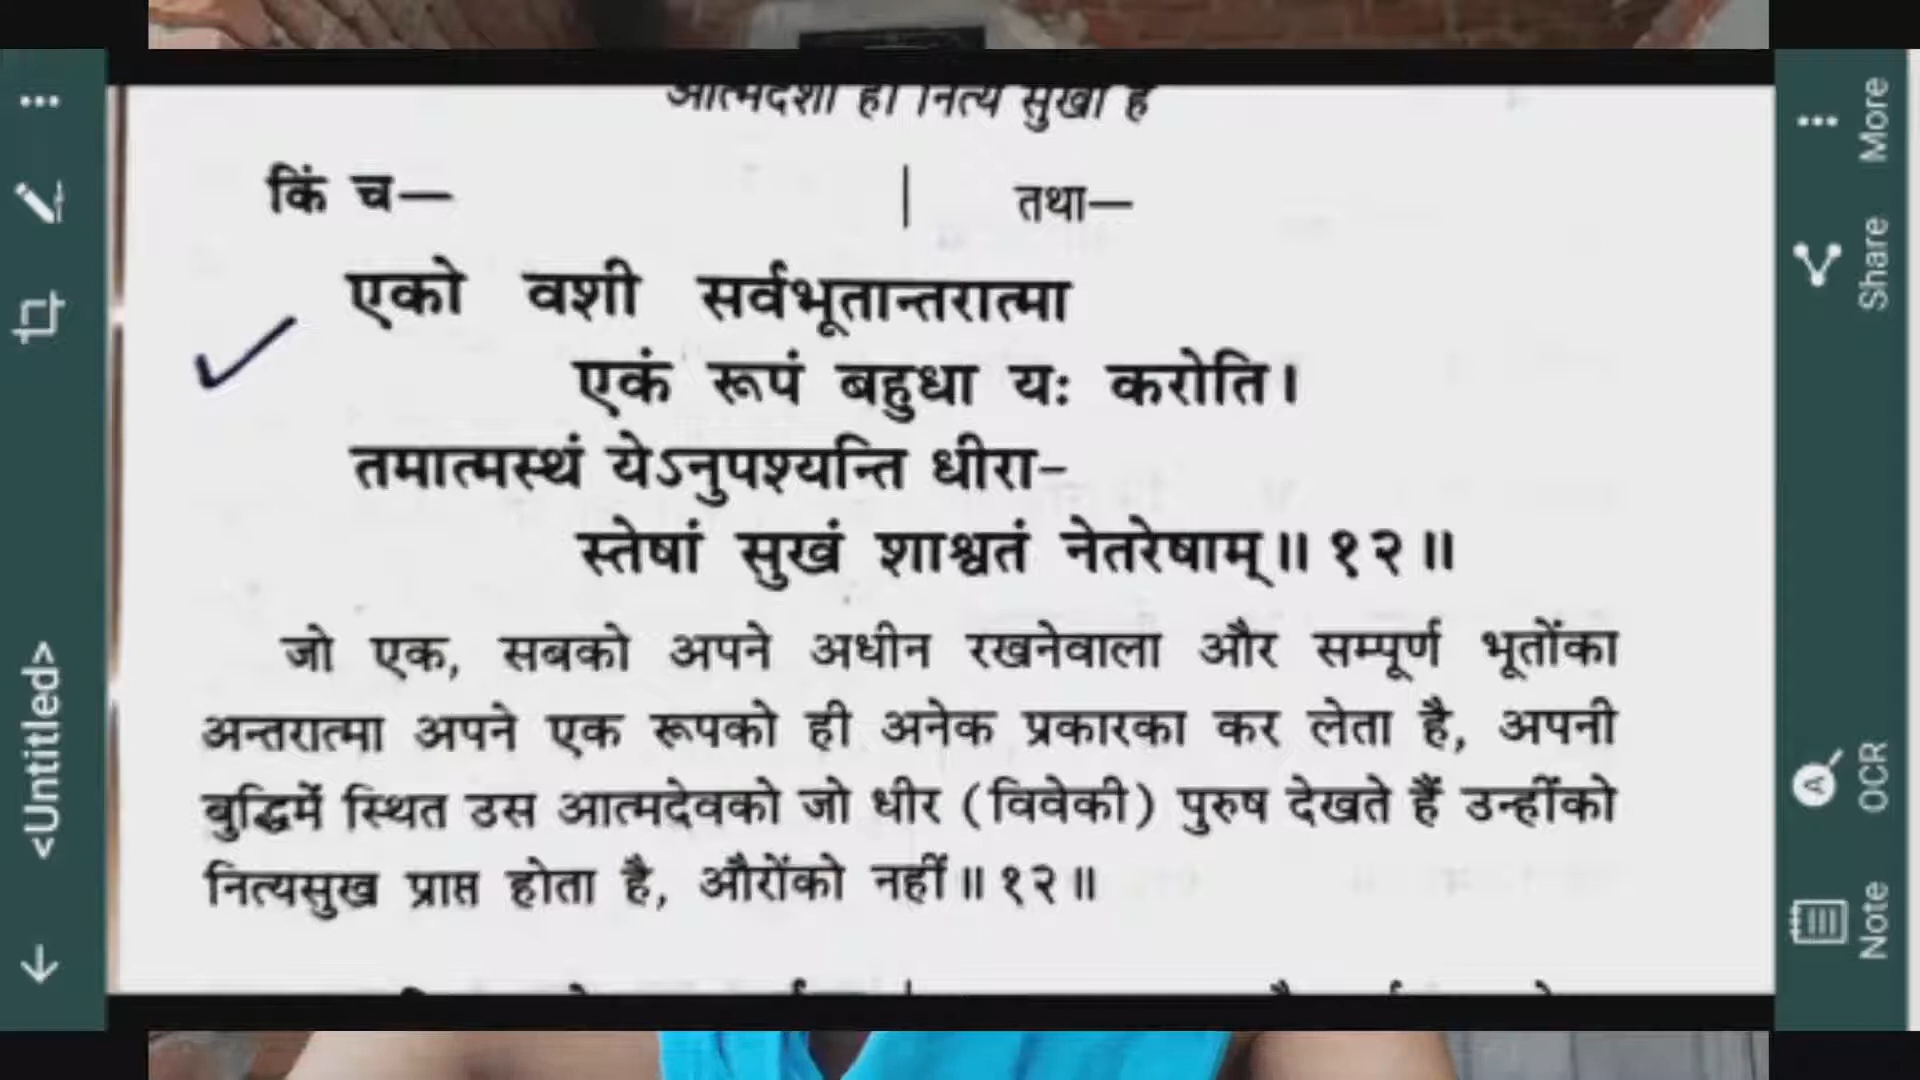 आत्मदर्शी ही नित्य सुखी है
किं च— | तथा—
एको वशी सर्वभूतान्तरात्मा
एकं रूपं बहुधा यः करोति।
तमात्मस्थं येऽनुपश्यन्ति धीरा-
स्तेषां सुखं शाश्वतं नेतरेषाम्॥ १२॥
जो एक, सबको अपने अधीन रखनेवाला और सम्पूर्ण भूतोंका
अन्तरात्मा अपने एक रूपको ही अनेक प्रकारका कर लेता है, अपनी
बुद्धिमें स्थित उस आत्मदेवको जो धीर (विवेकी) पुरुष देखते हैं उन्हींको
नित्यसुख प्राप्त होता है, औरोंको नहीं॥ १२॥
<Untitled>
More
Share
OCR
Note